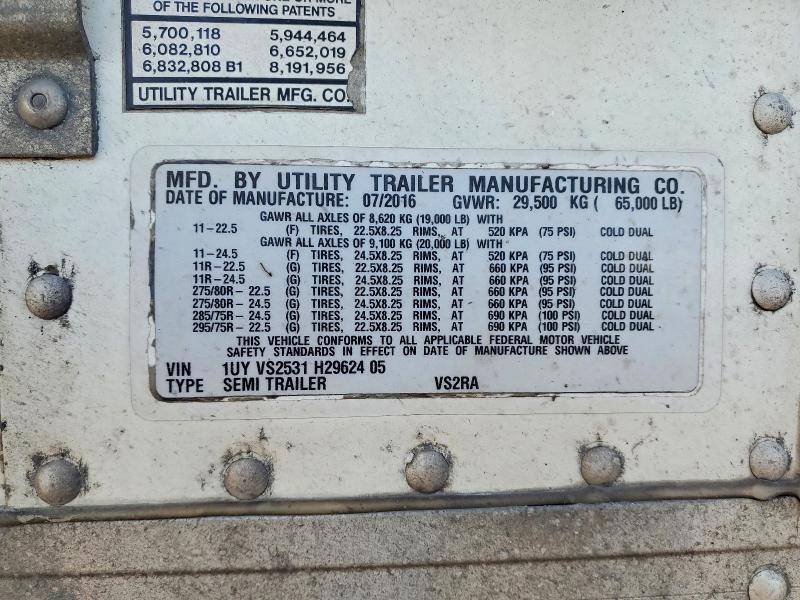 OF THE FOLLOWING PATENTS
5,700,118 5,944,464
6,082,810 6,652,019
6,832,808 B1 8,191,956
UTILITY TRAILER MFG. CO.
MFD. BY UTILITY TRAILER MANUFACTURING CO.
DATE OF MANUFACTURE: 07/2016 GVWR: 29,500 KG ( 65,000 LB)
GAWR ALL AXLES OF 8,620 KG (19,000 LB) WITH
11-22.5 (F) TIRES, 22.5X8.25 RIMS, AT 520 KPA (75 PSI) COLD DUAL
GAWR ALL AXLES OF 9,100 KG (20,000 LB) WITH
11-24.5 (F) TIRES, 24.5X8.25 RIMS, AT 520 KPA (75 PSI) COLD DUAL
11R-22.5 (G) TIRES, 22.5X8.25 RIMS, AT 660 KPA (95 PSI) COLD DUAL
11R-24.5 (G) TIRES, 24.5X8.25 RIMS, AT 660 KPA (95 PSI) COLD DUAL
275/80R-22.5 (G) TIRES, 22.5X8.25 RIMS, AT 660 KPA (95 PSI) COLD DUAL
275/80R-24.5 (G) TIRES, 24.5X8.25 RIMS, AT 660 KPA (95 PSI) COLD DUAL
285/75R-24.5 (G) TIRES, 24.5X8.25 RIMS, AT 690 KPA (100 PSI) COLD DUAL
295/75R-22.5 (G) TIRES, 22.5X8.25 RIMS, AT 690 KPA (100 PSI) COLD DUAL
THIS VEHICLE CONFORMS TO ALL APPLICABLE FEDERAL MOTOR VEHICLE
SAFETY STANDARDS IN EFFECT ON DATE OF MANUFACTURE SHOWN ABOVE
VIN 1UY VS2531 H29624 05
TYPE SEMI TRAILER VS2RA